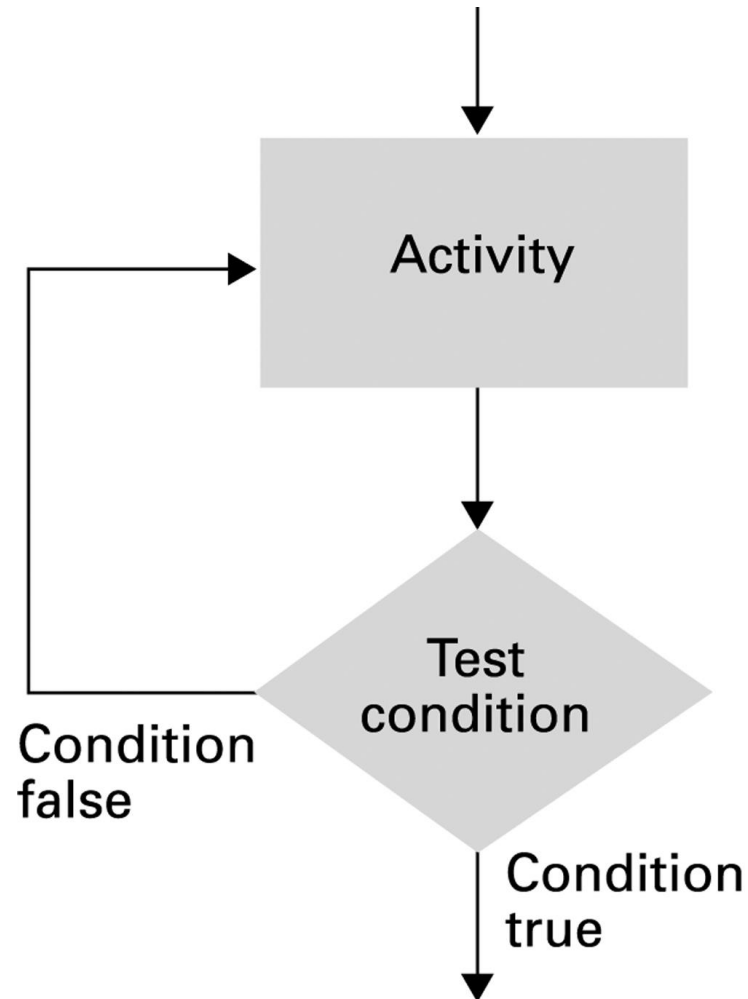 Activity
Test
condition
Condition
false
Condition
true